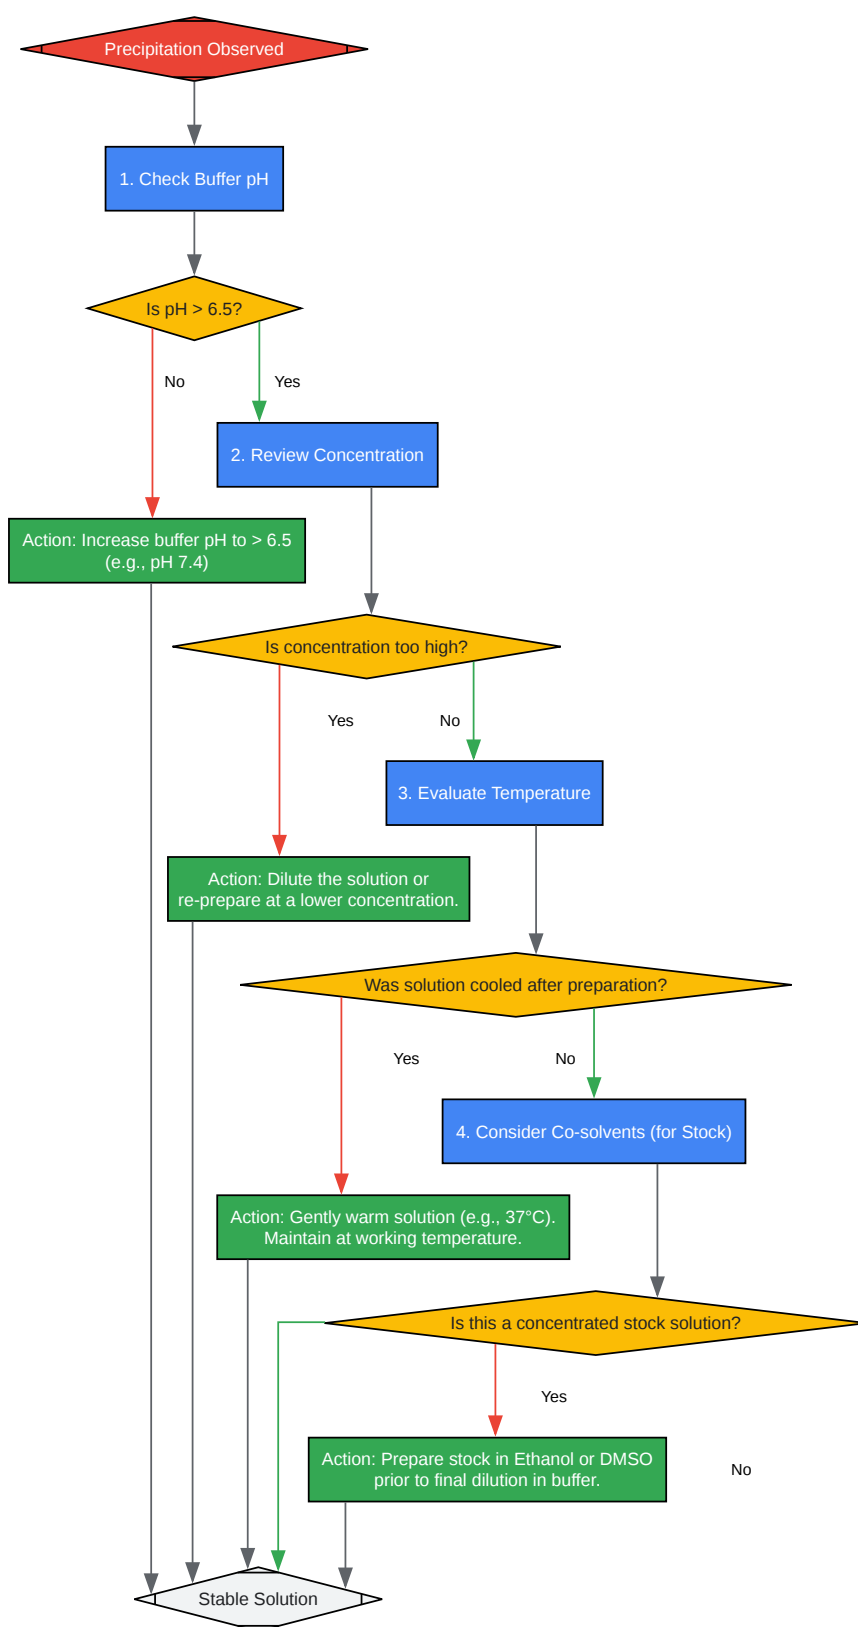 Precipitation Observed
1. Check Buffer pH
Is pH > 6.5?
No
Yes
2. Review Concentration
Action: Increase buffer pH to > 6.5
(e.g., pH 7.4)
Is concentration too high?
Yes
No
3. Evaluate Temperature
Action: Dilute the solution or
re-prepare at a lower concentration.
Was solution cooled after preparation?
Yes
No
4. Consider Co-solvents (for Stock)
Action: Gently warm solution (e.g., 37°C).
Maintain at working temperature.
Is this a concentrated stock solution?
Yes
Action: Prepare stock in Ethanol or DMSO
prior to final dilution in buffer.
No
Stable Solution